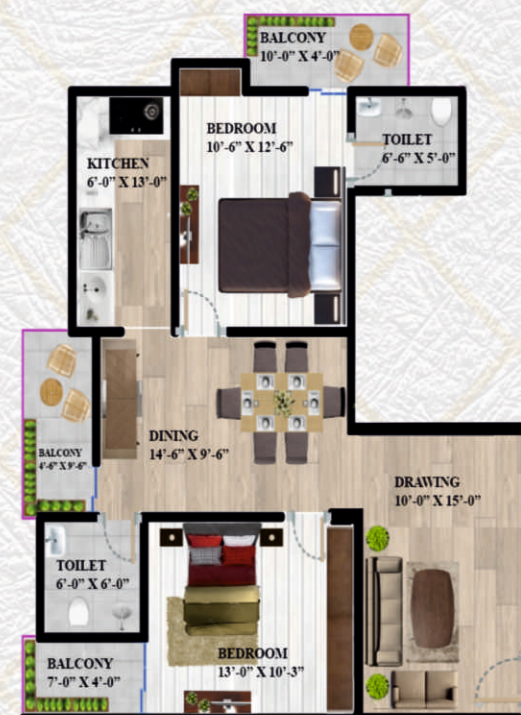 BALCONY
10’-0” X 4’-0”
BEDROOM
10’-6” X 12’-6”
TOILET
6’-6” X 5’-0”
KITCHEN
6’-0” X 13’-0”
DINING
14’-6” X 9’-6”
BALCONY
4’-6” X 9’-6”
DRAWING
10’-0” X 15’-0”
TOILET
6’-0” X 6’-0”
BALCONY
7’-0” X 4’-0”
BEDROOM
13’-0” X 10’-3”